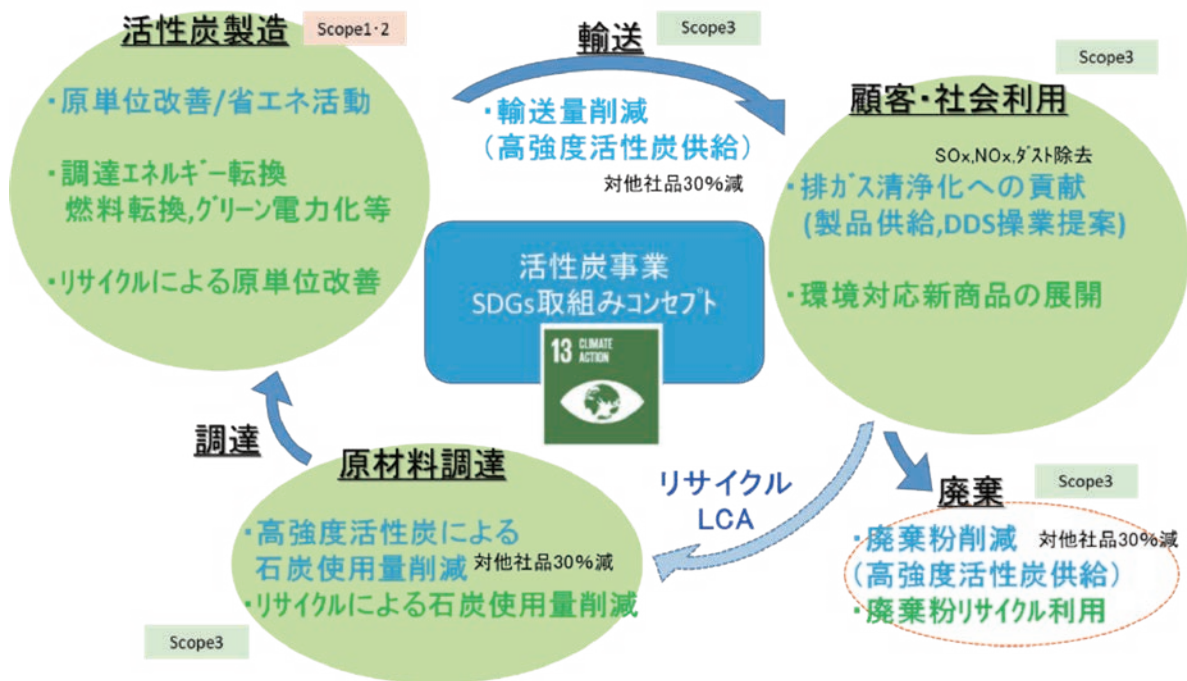 活性炭製造
Scope1・2
・原単位改善/省エネ活動
・調達エネルギー転換
燃料転換,グリーン電力化等
・リサイクルによる原単位改善
輸送
Scope3
・輸送量削減
(高強度活性炭供給)
対他社品30%減
Scope3
顧客・社会利用
SOx,NOx,ダスト除去
・排ガス清浄化への貢献
(製品供給,DDS操業提案)
・環境対応新商品の展開
活性炭事業
SDGs取組みコンセプト
13 CLIMATE
ACTION
調達
原材料調達
・高強度活性炭による
石炭使用量削減 対他社品30%減
・リサイクルによる石炭使用量削減
Scope3
リサイクル
LCA
Scope3
廃棄
・廃棄粉削減 対他社品30%減
(高強度活性炭供給)
・廃棄粉リサイクル利用